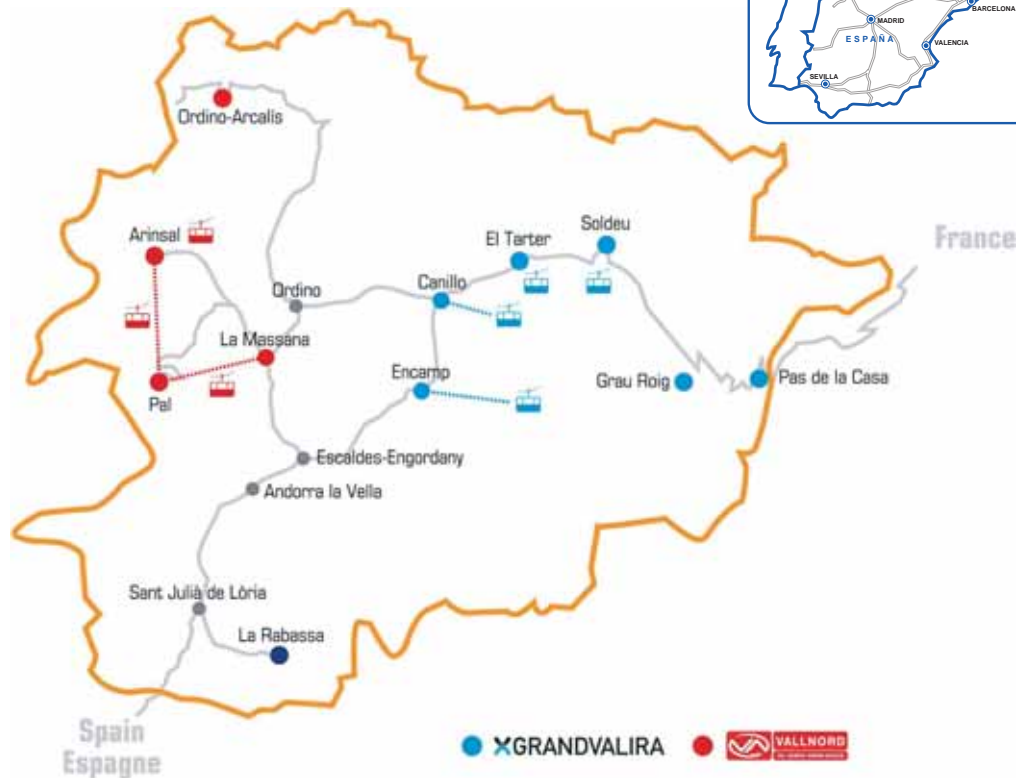 BARCELONA
MADRID
ESPAÑA
VALENCIA
SEVILLA
Ordino-Arcalís
Arinsal
Soldeu
El Tarter
France
Canillo
Ordino
La Massana
Encamp
Grau Roig
Pas de la Casa
Pal
Escaldes-Engordany
Andorra la Vella
Sant Julià de Lòria
La Rabassa
Spain
Espagne
GRANDVALIRA
VALLNORD